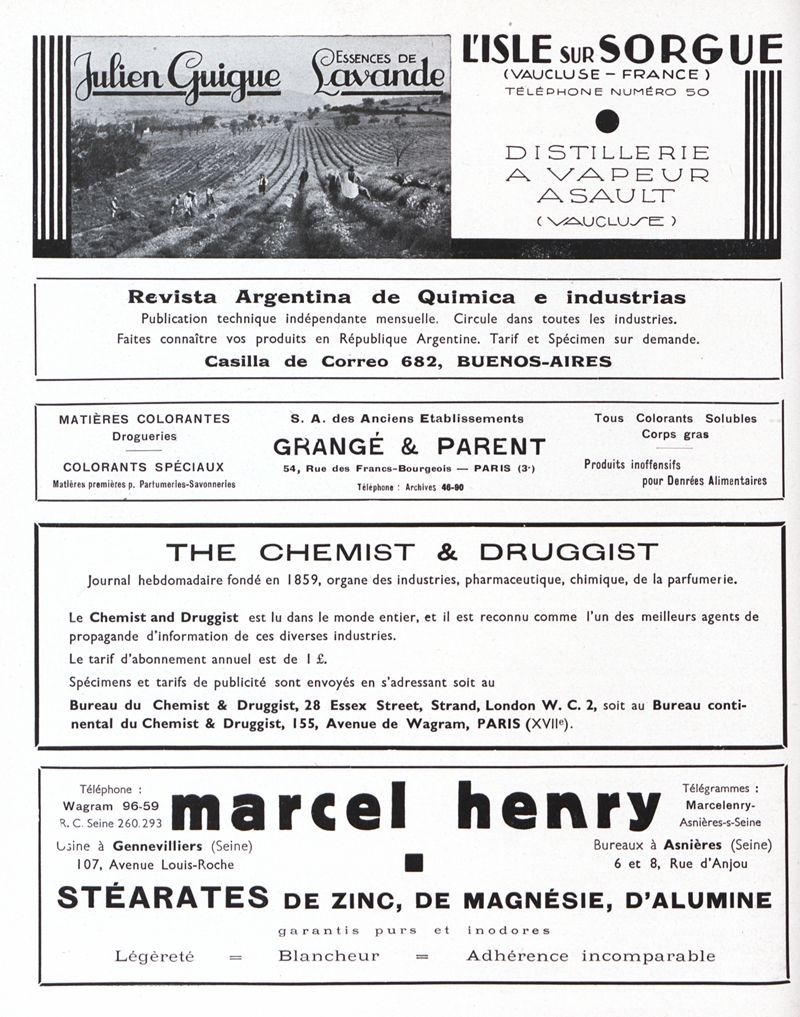 Julien Guigue
ESSENCES DE
Lavande
L'ISLE SUR SORGUE
(VAUCLUSE – FRANCE)
TÉLÉPHONE NUMÉRO 50
DISTILLERIE
A VAPEUR
A SAULT
(VAUCLUSE)
Revista Argentina de Quimica e industrias
Publication technique indépendante mensuelle. Circule dans toutes les industries.
Faites connaître vos produits en République Argentine. Tarif et Spécimen sur demande.
Casilla de Correo 682, BUENOS-AIRES
MATIÈRES COLORANTES
Drogueries
COLORANTS SPÉCIAUX
Matières premières p. Parfumeries-Savonneries
S. A. des Anciens Etablissements
GRANGÉ & PARENT
54, Rue des Francs-Bourgeois — PARIS (3ᵉ)
Téléphone : Archives 46-90
Tous Colorants Solubles
Corps gras
Produits inoffensifs
pour Denrées Alimentaires
THE CHEMIST & DRUGGIST
Journal hebdomadaire fondé en 1859, organe des industries, pharmaceutique, chimique, de la parfumerie.
Le Chemist and Druggist est lu dans le monde entier, et il est reconnu comme l'un des meilleurs agents de
propagande d'information de ces diverses industries.
Le tarif d'abonnement annuel est de 1 £.
Spécimens et tarifs de publicité sont envoyés en s'adressant soit au
Bureau du Chemist & Druggist, 28 Essex Street, Strand, London W. C. 2, soit au Bureau conti-
nental du Chemist & Druggist, 155, Avenue de Wagram, PARIS (XVIIᵉ).
Téléphone :
Wagram 96-59
R. C. Seine 260.293
marcel henry
Télégrammes :
Marcelenry-
Asnières-s-Seine
Usine à Gennevilliers (Seine)
107, Avenue Louis-Roche
Bureaux à Asnières (Seine)
6 et 8, Rue d'Anjou
STÉARATES DE ZINC, DE MAGNÉSIE, D'ALUMINE
garantis purs et inodores
Légèreté = Blancheur = Adhérence incomparable